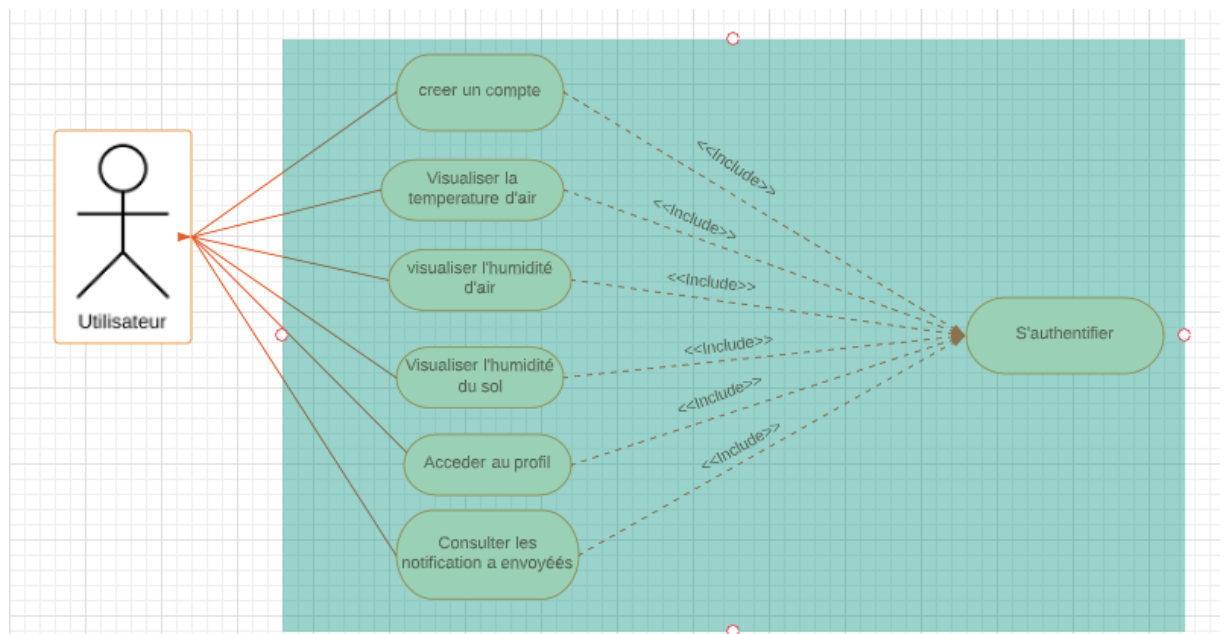 creer un compte
<<Include>>
Visualiser la
temperature d'air
<<Include>>
visualiser l'humidité
d'air
<<Include>>
Utilisateur
S'authentifier
Visualiser l'humidité
du sol
<<Include>>
Acceder au profil
<<Include>>
Consulter les
notification a envoyéés
<<Include>>